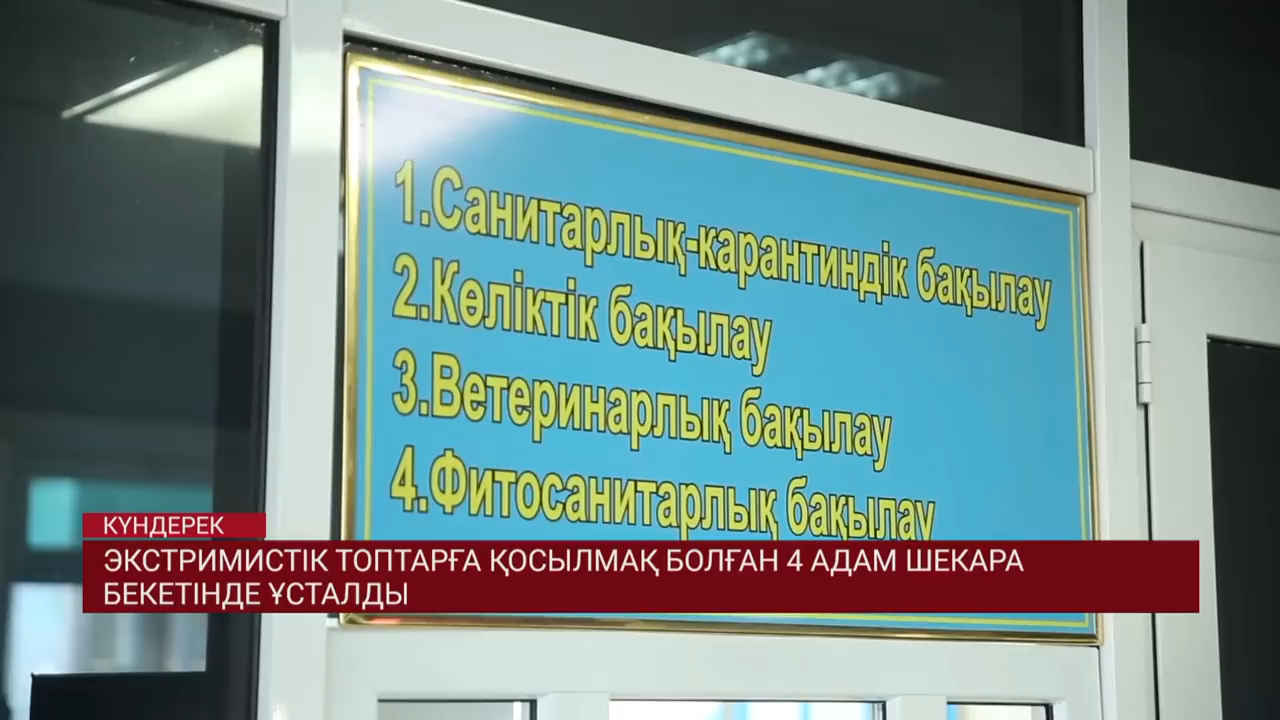 1.Санитарлық-карантиндік бақылау
2.Көліктік бақылау
3.Ветеринарлық бақылау
4.Фитосанитарлық бақылау
КҮНДЕРЕК
ЭКСТРИМИСТІК ТОПТАРҒА ҚОСЫЛМАҚ БОЛҒАН 4 АДАМ ШЕКАРА
БЕКЕТІНДЕ ҰСТАЛДЫ